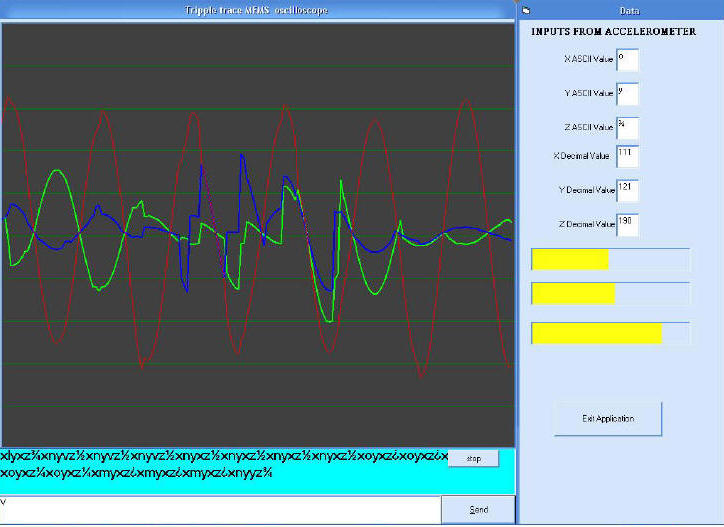 Tripple trace MEMS oscilloscope
Data
INPUTS FROM ACCELEROMETER
X ASCII Value o
Y ASCII Value y
Z ASCII Value ¾
X Decimal Value 111
Y Decimal Value 121
Z Decimal Value 190
Exit Application
xlyxz¾xnyvz½xnyvz½xnyvz½xnyxz½xnyxz½xnyxz½xnyxz½xoyxz¿xoyxz¿x
stop
xoyxz¼xoyxz¼xmyxz¿xmyxz¿xmyxz¿xnyyz¾
Send